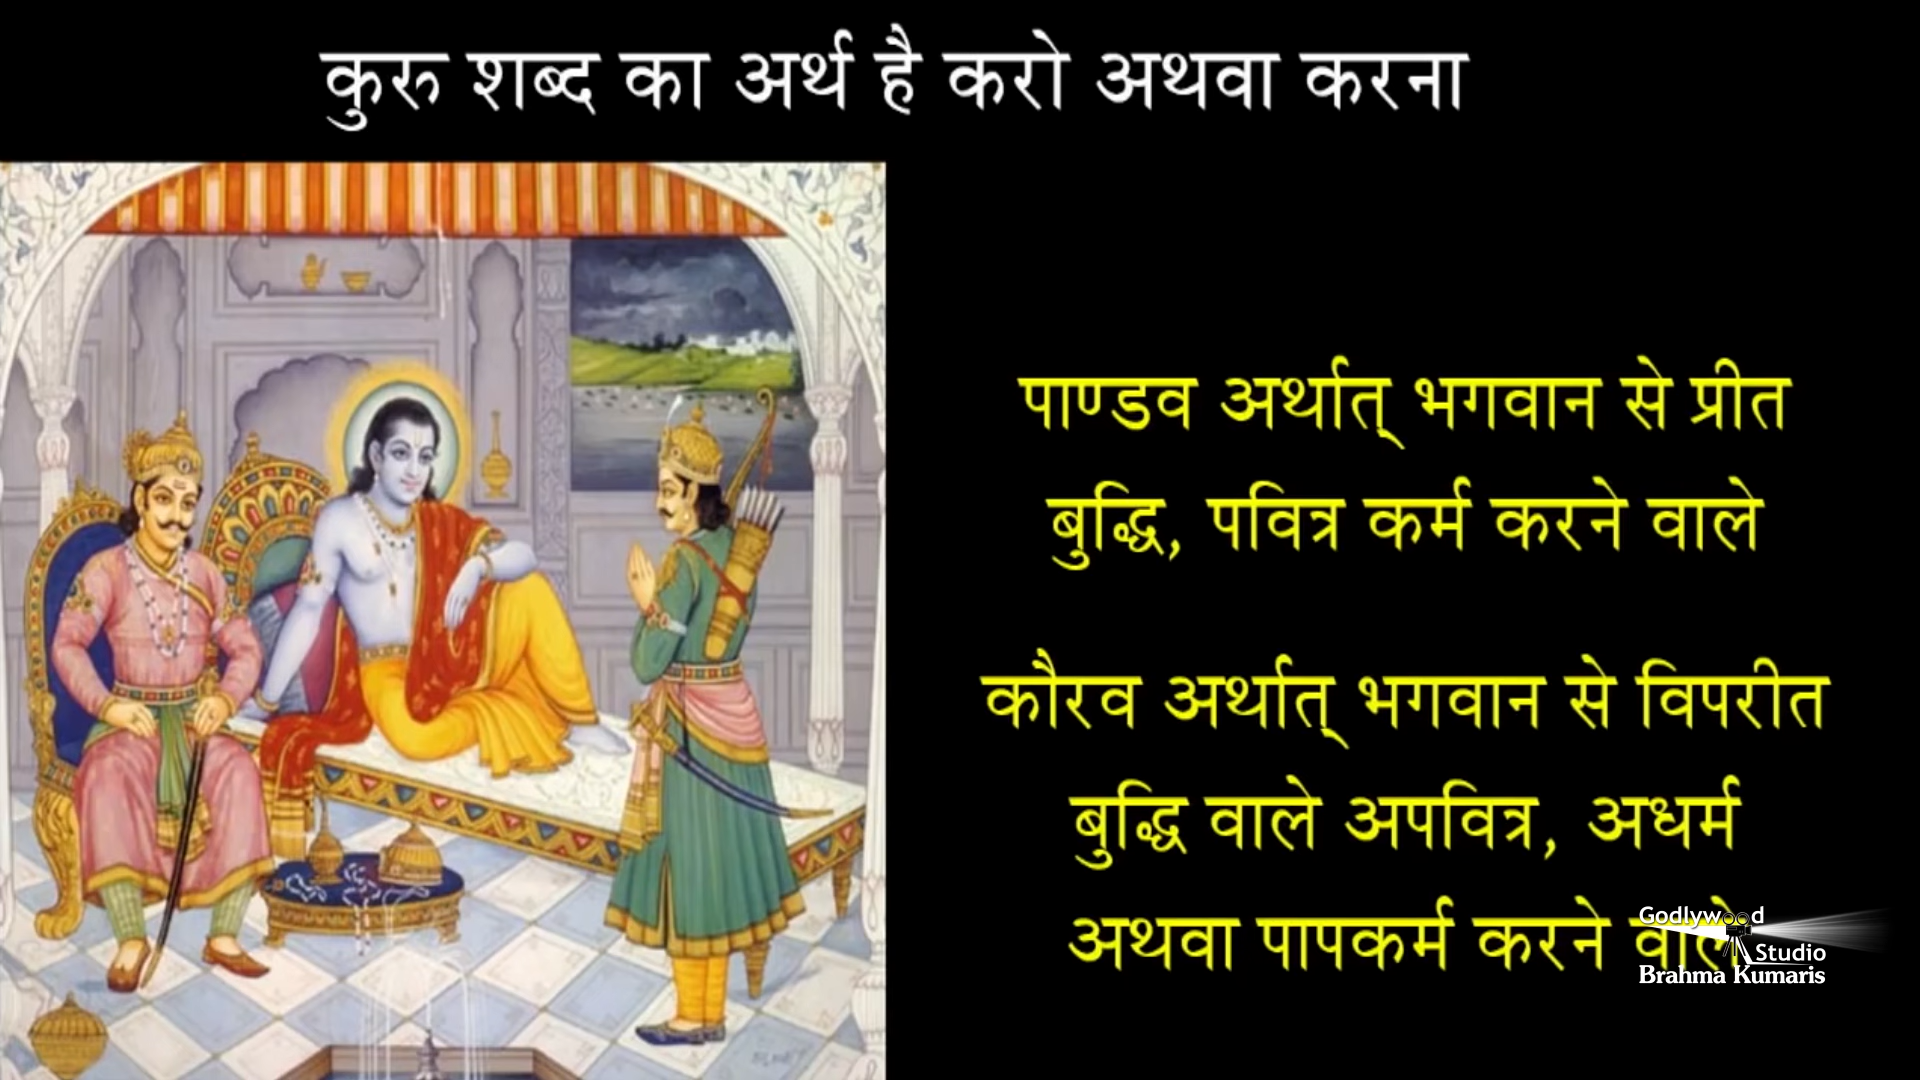 कुरु शब्द का अर्थ है करो अथवा करना
पाण्डव अर्थात् भगवान से प्रीत
बुद्धि, पवित्र कर्म करने वाले
कौरव अर्थात् भगवान से विपरीत
बुद्धि वाले अपवित्र, अधर्म
अथवा पापकर्म करने वाले
Godlywood
Studio
Brahma Kumaris